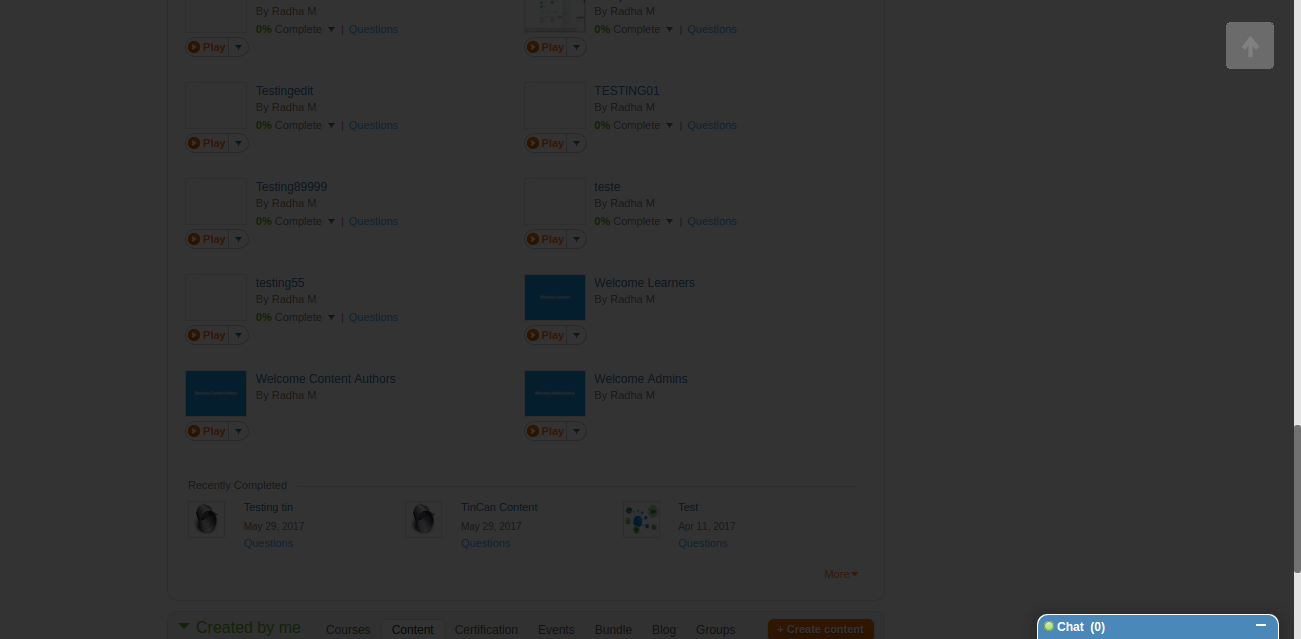 By Radha M By Radha M
0% Complete | Questions 0% Complete | Questions
Play Play
Testingedit TESTING01
By Radha M By Radha M
0% Complete | Questions 0% Complete | Questions
Play Play
Testing89999 teste
By Radha M By Radha M
0% Complete | Questions 0% Complete | Questions
Play Play
testing55 Welcome Learners
By Radha M By Radha M
0% Complete | Questions
Play Play
Welcome Content Authors Welcome Admins
By Radha M By Radha M
Play Play
Recently Completed
Testing tin TinCan Content Test
May 29, 2017 May 29, 2017 Apr 11, 2017
Questions Questions Questions
More
Created by me Courses Content Certification Events Bundle Blog Groups + Create content
Chat (0)